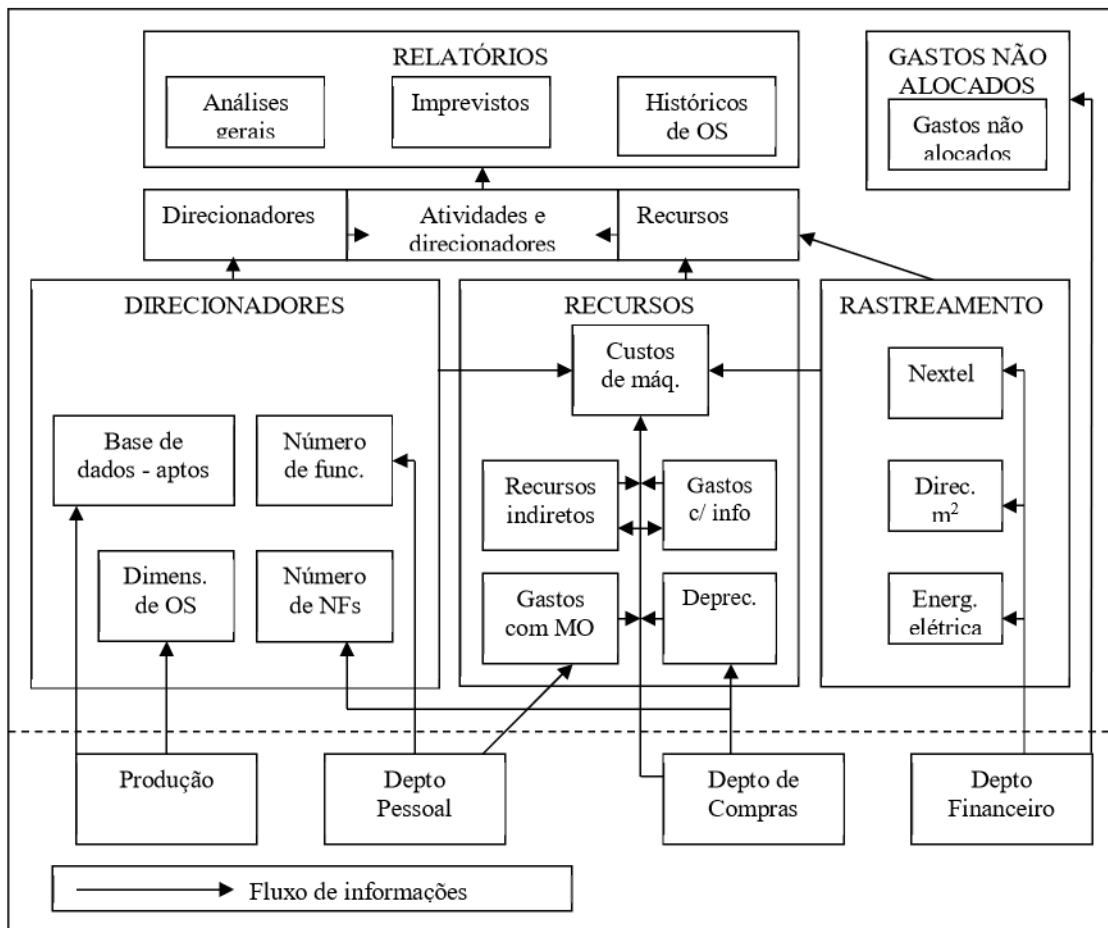 RELATÓRIOS
Análises
gerais
Imprevistos
Históricos
de OS
GASTOS NÃO
ALOCADOS
Gastos não
alocados
Direcionadores
Atividades e
direcionadores
Recursos
DIRECIONADORES
Base de
dados - aptos
Número
de func.
Dimens.
de OS
Número
de NFs
RECURSOS
Custos
de máq.
Recursos
indiretos
Gastos
c/ info
Gastos
com MO
Deprec.
RASTREAMENTO
Nextel
Direc.
m²
Energ.
elétrica
Produção
Depto
Pessoal
Depto de
Compras
Depto
Financeiro
Fluxo de informações